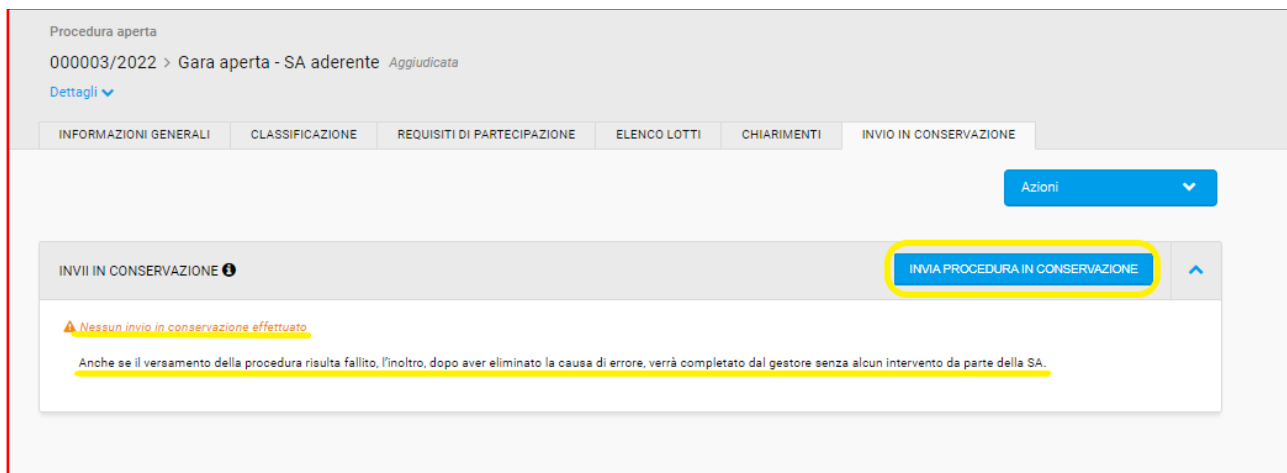 Procedura aperta
000003/2022 > Gara aperta - SA aderente Aggiudicata
Dettagli
INFORMAZIONI GENERALI CLASSIFICAZIONE REQUISITI DI PARTECIPAZIONE ELENCO LOTTI CHIARIMENTI INVIO IN CONSERVAZIONE
Azioni
INVII IN CONSERVAZIONE INVIA PROCEDURA IN CONSERVAZIONE
Nessun invio in conservazione effettuato
Anche se il versamento della procedura risulta fallito, l'inoltro, dopo aver eliminato la causa di errore, verrà completato dal gestore senza alcun intervento da parte della SA.